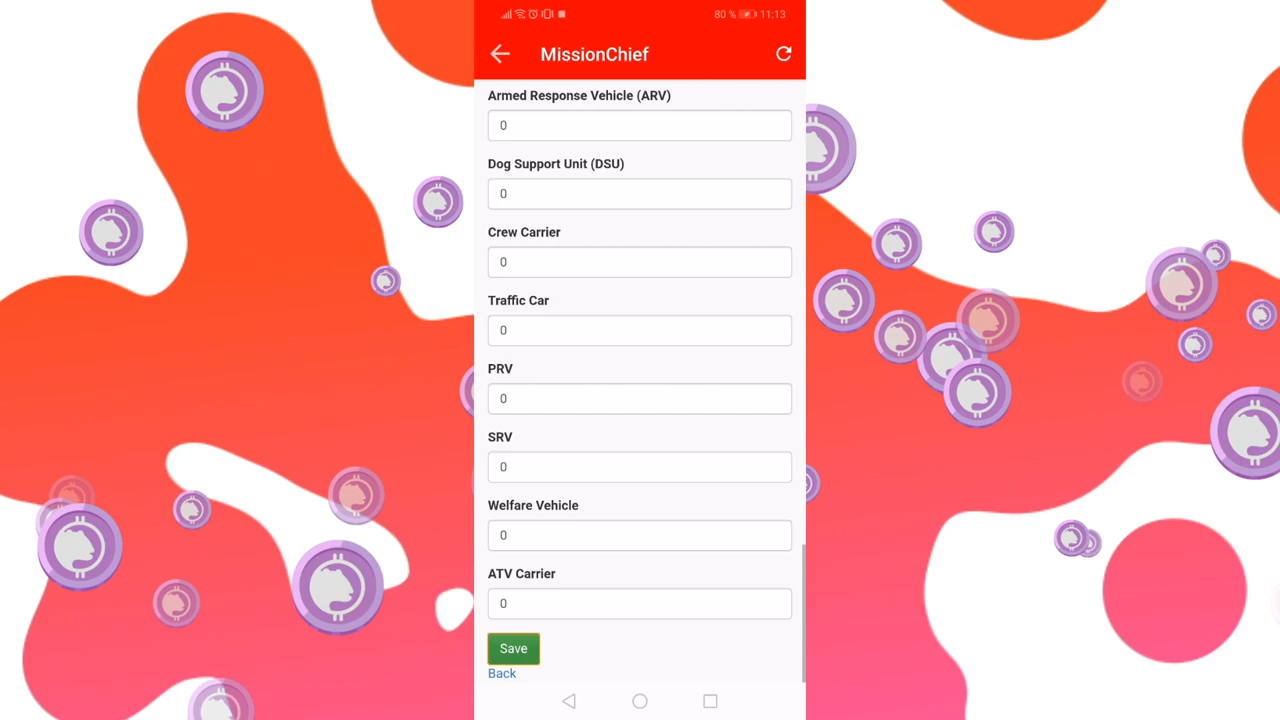 80 % 11:13
MissionChief
Armed Response Vehicle (ARV)
0
Dog Support Unit (DSU)
0
Crew Carrier
0
Traffic Car
0
PRV
0
SRV
0
Welfare Vehicle
0
ATV Carrier
0
Save
Back